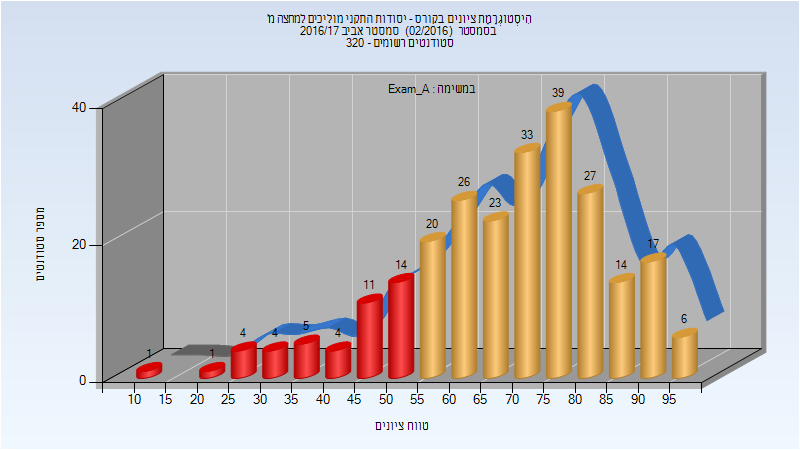 היסטוגרמת ציונים בקורס - יסודות התקני מוליכים למחצה מ'
בסמסטר (02/2016) סמסטר אביב 2016/17
סטודנטים רשומים - 320
במשימה : Exam_A
מספר סטודנטים
40
20
0
1
1
4
4
5
4
11
14
20
26
23
33
39
27
14
17
6
10 15 20 25 30 35 40 45 50 55 60 65 70 75 80 85 90 95
טווח ציונים